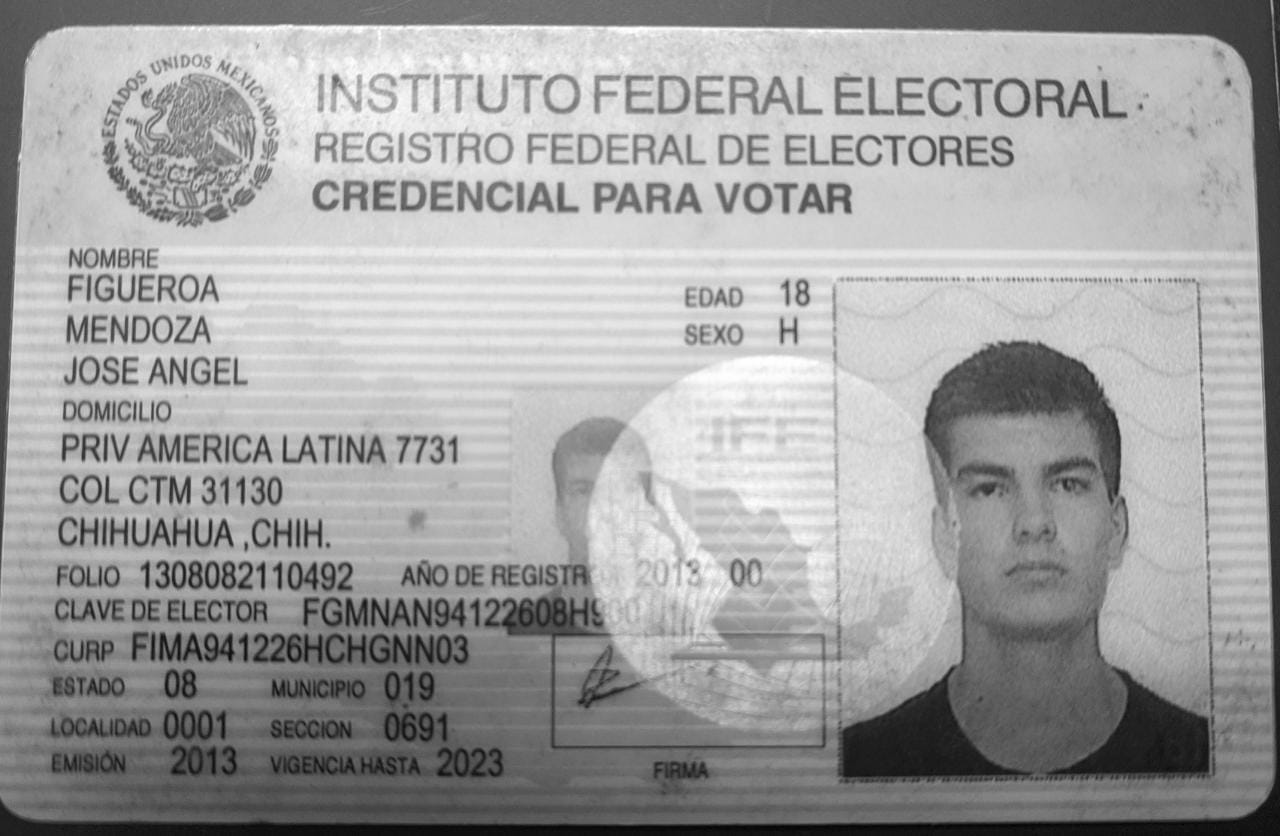 ESTADOS UNIDOS MEXICANOS
INSTITUTO FEDERAL ELECTORAL
REGISTRO FEDERAL DE ELECTORES
CREDENCIAL PARA VOTAR
NOMBRE
FIGUEROA
MENDOZA
JOSE ANGEL
EDAD 18
SEXO H
DOMICILIO
PRIV AMERICA LATINA 7731
COL CTM 31130
CHIHUAHUA ,CHIH.
IFE
FOLIO 1308082110492 AÑO DE REGISTRO 2013 00
CLAVE DE ELECTOR FGMNAN94122608H900
CURP FIMA941226HCHGNN03
ESTADO 08 MUNICIPIO 019
LOCALIDAD 0001 SECCION 0691
EMISIÓN 2013 VIGENCIA HASTA 2023
FIRMA